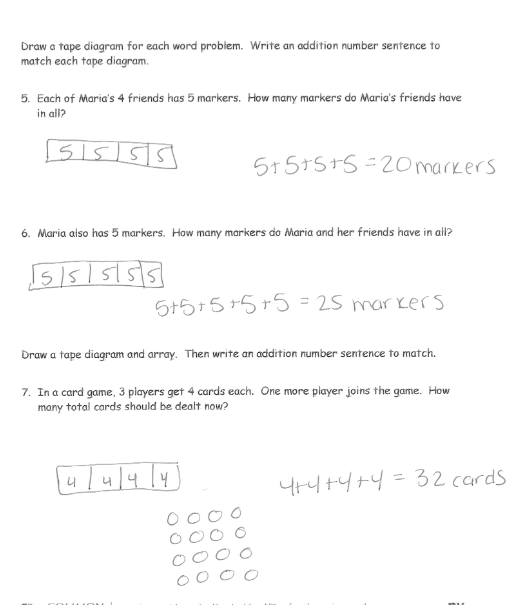 Draw a tape diagram for each word problem. Write an addition number sentence to
match each tape diagram.
5. Each of Maria's 4 friends has 5 markers. How many markers do Maria's friends have
in all?
5 5 5 5
5+5+5+5 = 20 markers
6. Maria also has 5 markers. How many markers do Maria and her friends have in all?
5 5 5 5 5
5+5+5+5+5 = 25 markers
Draw a tape diagram and array. Then write an addition number sentence to match.
7. In a card game, 3 players get 4 cards each. One more player joins the game. How
many total cards should be dealt now?
4 4 4 4
4+4+4+4 = 32 cards